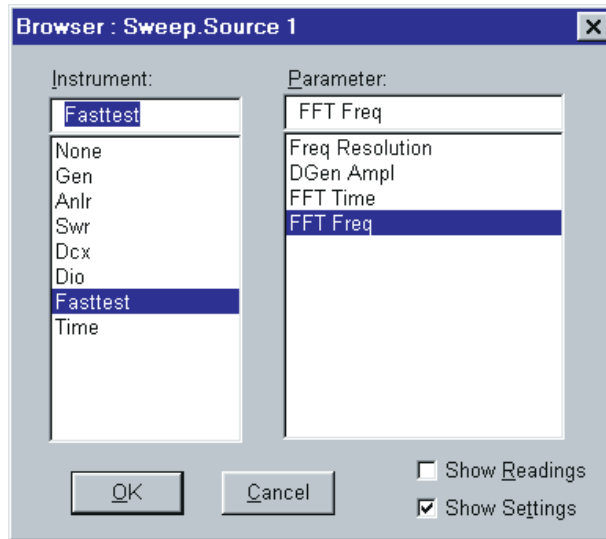 Browser : Sweep.Source 1
Instrument:
Fasttest
None
Gen
Anlr
Swr
Dcx
Dio
Fasttest
Time
Parameter:
FFT Freq
Freq Resolution
DGen Ampl
FFT Time
FFT Freq
OK
Cancel
Show Readings
Show Settings